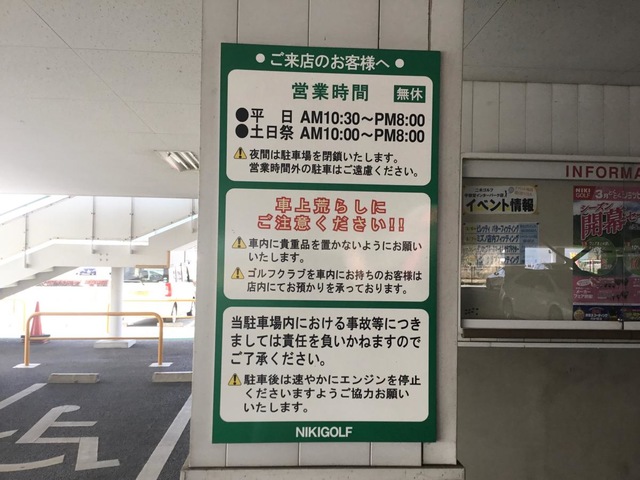 ●ご来店のお客様へ●
営業時間 無休
●平 日 AM10:30～PM8:00
●土日祭 AM10:00～PM8:00
夜間は駐車場を閉鎖いたします。
営業時間外の駐車はご遠慮ください。
車上荒らしに
ご注意ください!!
車内に貴重品を置かないようにお願い
いたします。
ゴルフクラブを車内にお持ちのお客様は
店内にてお預かりを承っております。
当駐車場内における事故等につき
ましては責任を負いかねますので
ご了承ください。
駐車後は速やかにエンジンを停止
くださいますようご協力お願い
いたします。
NIKIGOLF
INFORMA
イベント情報
NIKI
GOLF
開幕